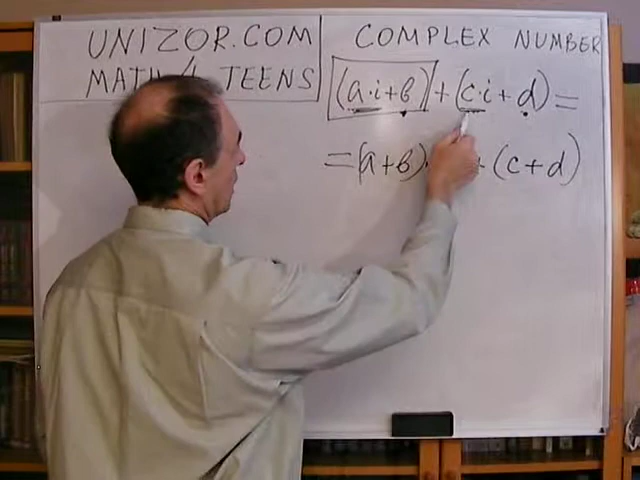 UNIZOR.COM
MATH 4 TEENS
COMPLEX NUMBER
(a·i+b)+(c·i+d)=
=(a+b)· +(c+d)